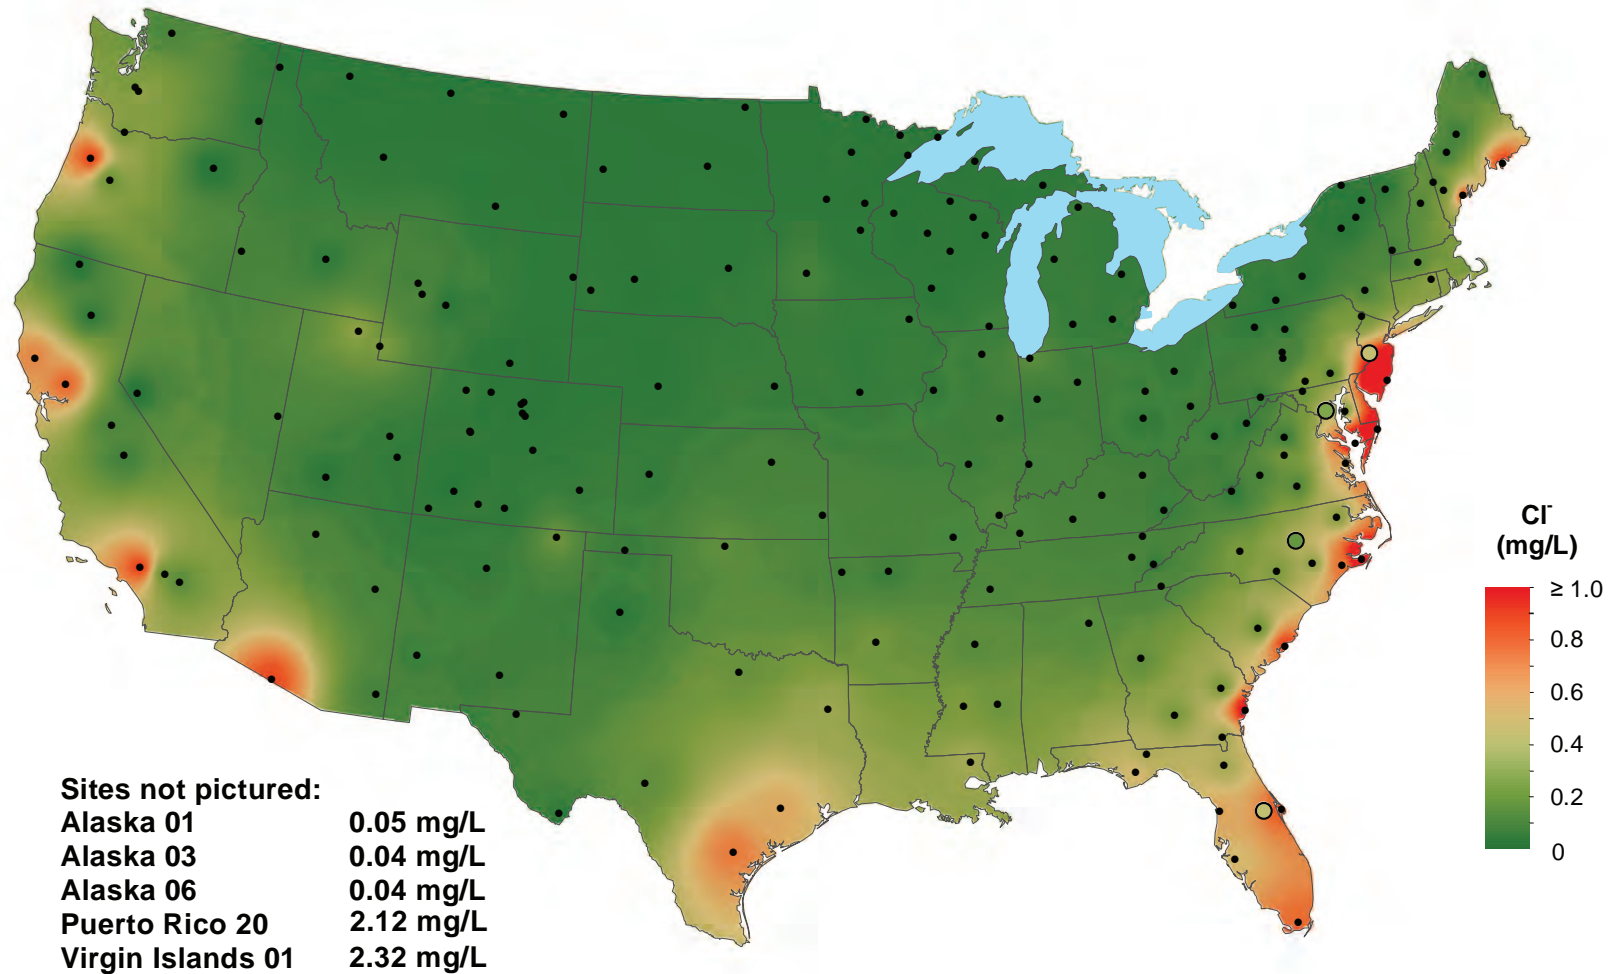 Cl-
(mg/L)
≥ 1.0
0.8
0.6
0.4
0.2
0
Sites not pictured:
Alaska 01 0.05 mg/L
Alaska 03 0.04 mg/L
Alaska 06 0.04 mg/L
Puerto Rico 20 2.12 mg/L
Virgin Islands 01 2.32 mg/L